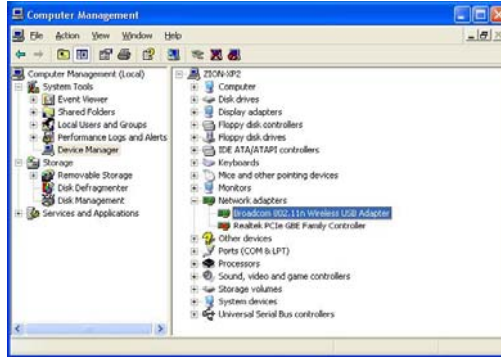 Computer Management
File Action View Window Help
Computer Management (Local)
System Tools
Event Viewer
Shared Folders
Local Users and Groups
Performance Logs and Alerts
Device Manager
Storage
Removable Storage
Disk Defragmenter
Disk Management
Services and Applications
ZION-XP2
Computer
Disk drives
Display adapters
Floppy disk controllers
Floppy disk drives
IDE ATA/ATAPI controllers
Keyboards
Mice and other pointing devices
Monitors
Network adapters
Broadcom 802.11n Wireless USB Adapter
Realtek PCIe GBE Family Controller
Other devices
Ports (COM & LPT)
Processors
Sound, video and game controllers
Storage volumes
System devices
Universal Serial Bus controllers